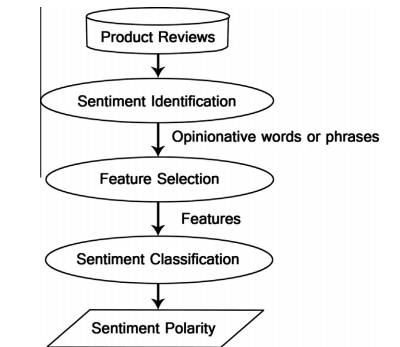 Product Reviews
Sentiment Identification
Opinionative words or phrases
Feature Selection
Features
Sentiment Classification
Sentiment Polarity